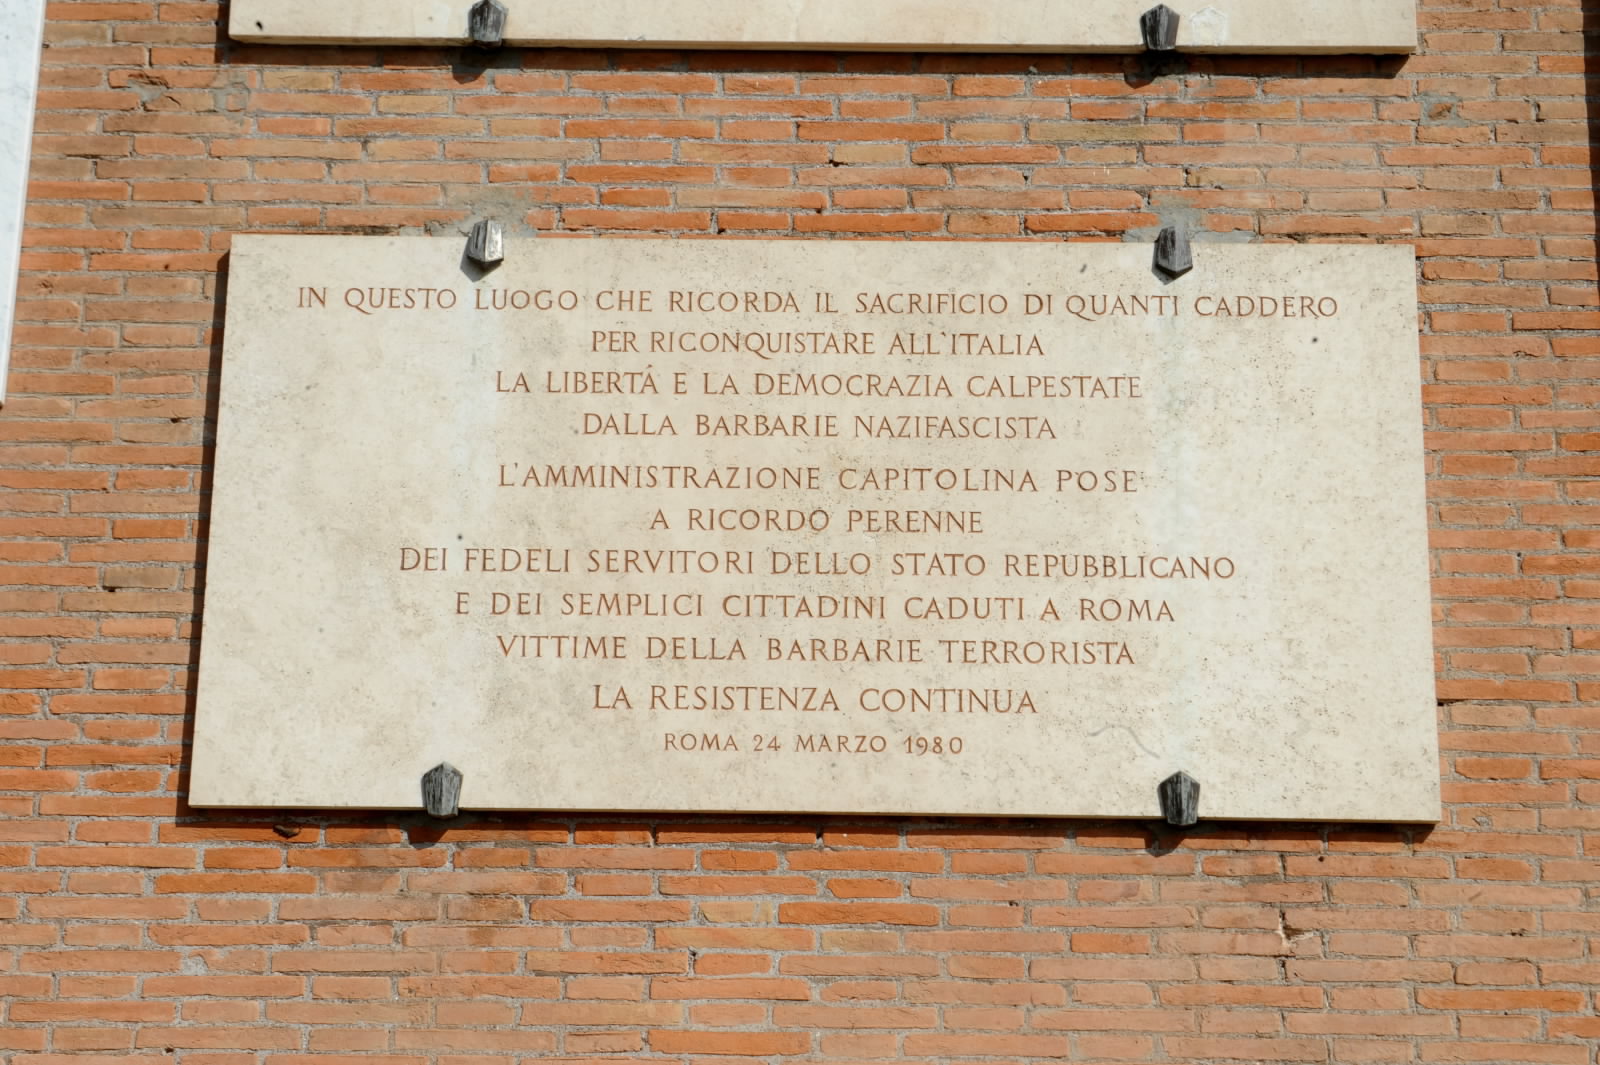 IN QUESTO LUOGO CHE RICORDA IL SACRIFICIO DI QUANTI CADDERO
PER RICONQUISTARE ALL'ITALIA
LA LIBERTÁ E LA DEMOCRAZIA CALPESTATE
DALLA BARBARIE NAZIFASCISTA
L'AMMINISTRAZIONE CAPITOLINA POSE
A RICORDO PERENNE
DEI FEDELI SERVITORI DELLO STATO REPUBBLICANO
E DEI SEMPLICI CITTADINI CADUTI A ROMA
VITTIME DELLA BARBARIE TERRORISTA
LA RESISTENZA CONTINUA
ROMA 24 MARZO 1980